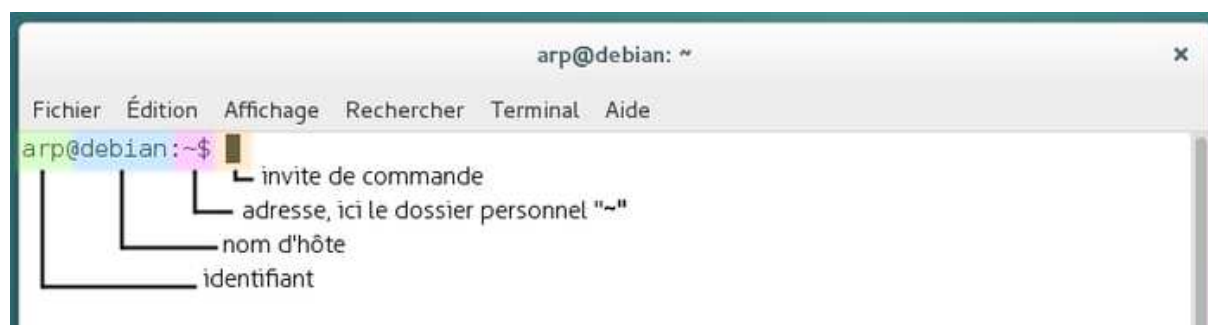 arp@debian: ~ ×
Fichier Édition Affichage Rechercher Terminal Aide
arp@debian:~$
invite de commande
adresse, ici le dossier personnel "~"
nom d'hôte
identifiant